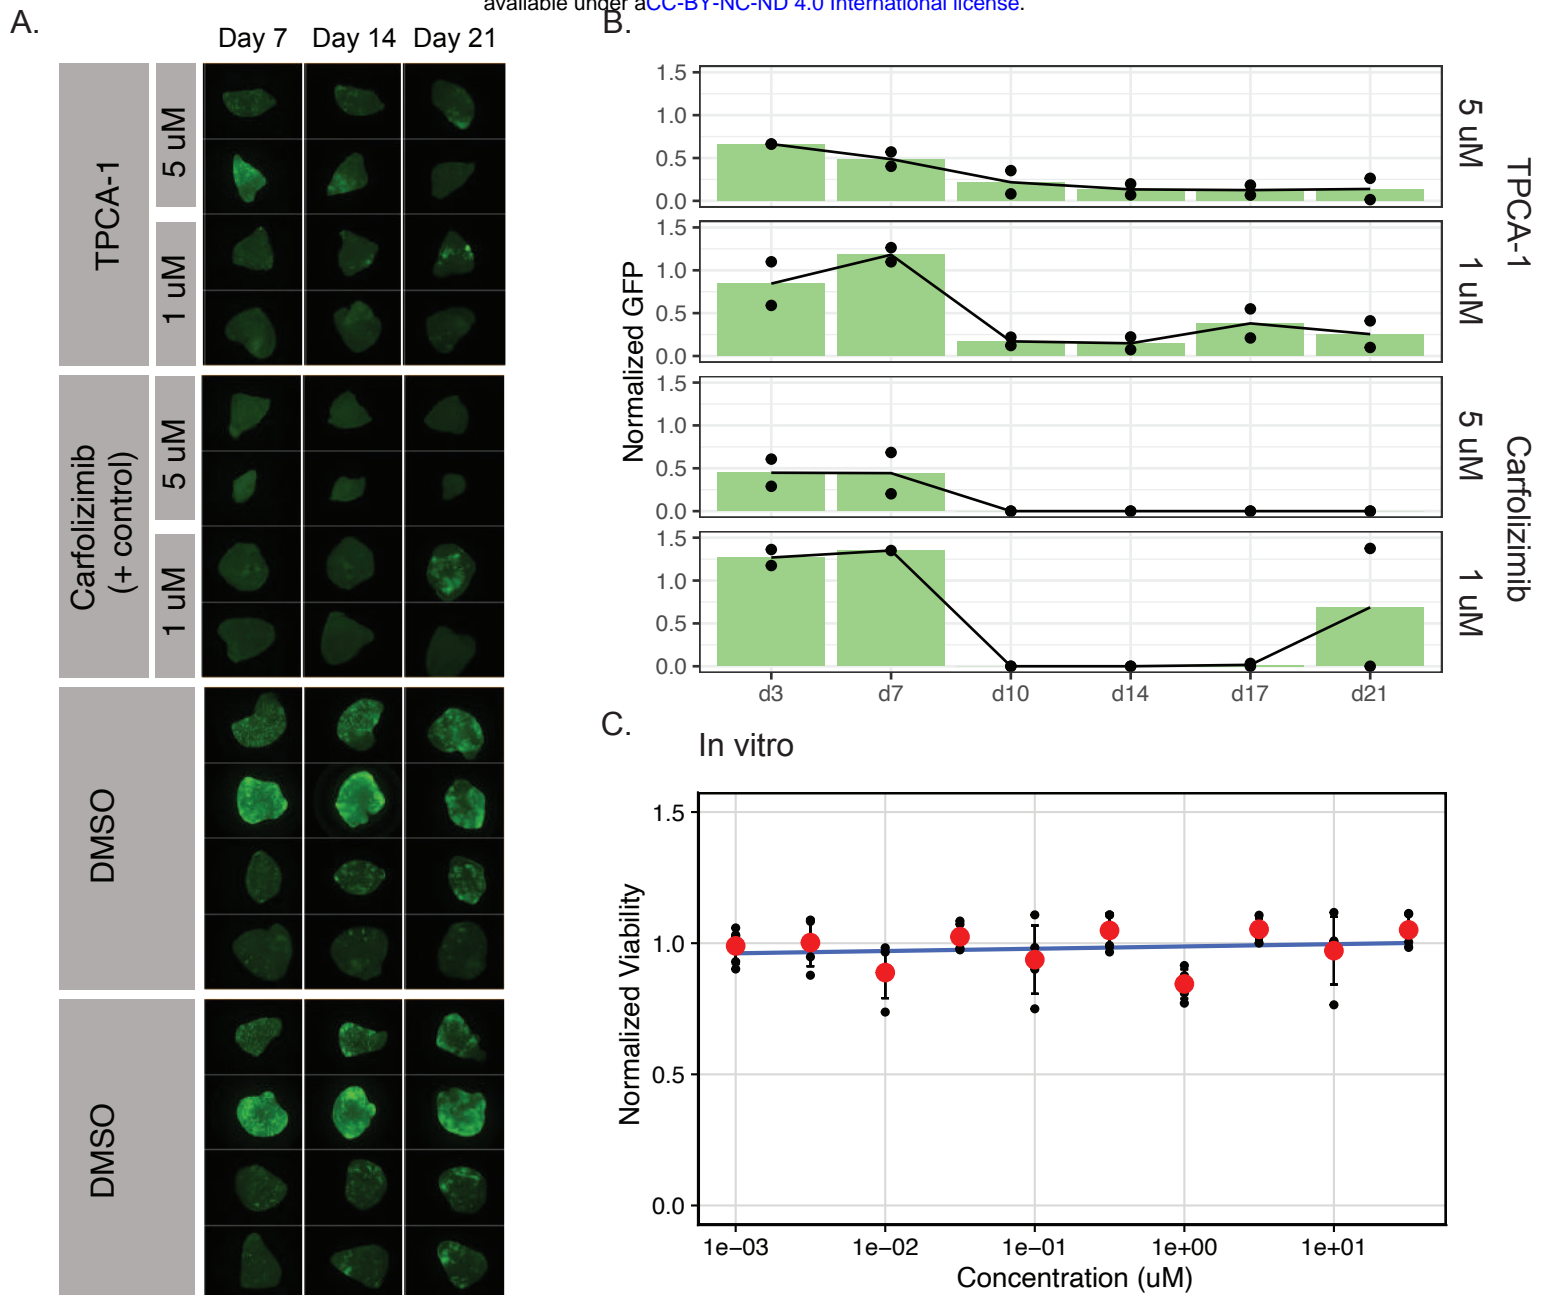 available under aCC-BY-NC-ND 4.0 International license.
A.
Day 7 Day 14 Day 21
TPCA-1
5 uM
1 uM
Carfolizimib
(+ control)
5 uM
1 uM
DMSO
DMSO
B.
Normalized GFP
1.5
1.0
0.5
0.0
5 uM
1.5
1.0
0.5
0.0
1 uM
TPCA-1
1.5
1.0
0.5
0.0
5 uM
1.5
1.0
0.5
0.0
1 uM
Carfolizimib
d3 d7 d10 d14 d17 d21
C.
In vitro
Normalized Viability
1.5
1.0
0.5
0.0
1e−03 1e−02 1e−01 1e+00 1e+01
Concentration (uM)